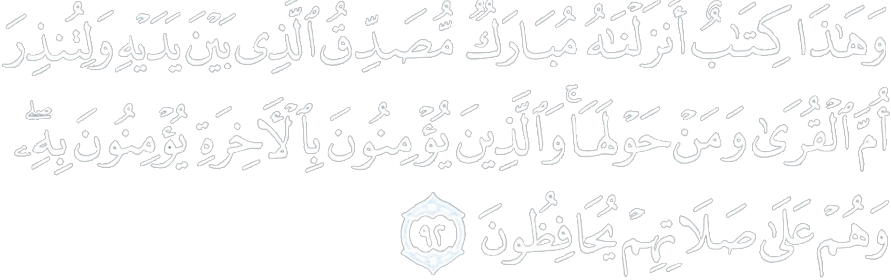 وَهَٰذَا كِتَٰبٌ أَنزَلْنَٰهُ مُبَارَكٌ مُّصَدِّقُ ٱلَّذِى بَيْنَ يَدَيْهِ وَلِتُنذِرَ
أُمَّ ٱلْقُرَىٰ وَمَنْ حَوْلَهَا ۚ وَٱلَّذِينَ يُؤْمِنُونَ بِٱلْأَخِرَةِ يُؤْمِنُونَ بِهِۦ ۖ
وَهُمْ عَلَىٰ صَلَاتِهِمْ يُحَافِظُونَ ٩٢